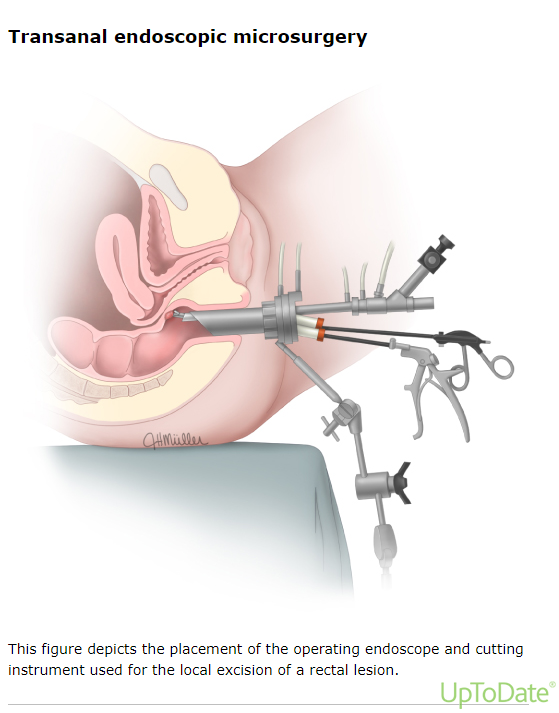 Transanal endoscopic microsurgery
JHMüller
This figure depicts the placement of the operating endoscope and cutting
instrument used for the local excision of a rectal lesion.
UpToDate®